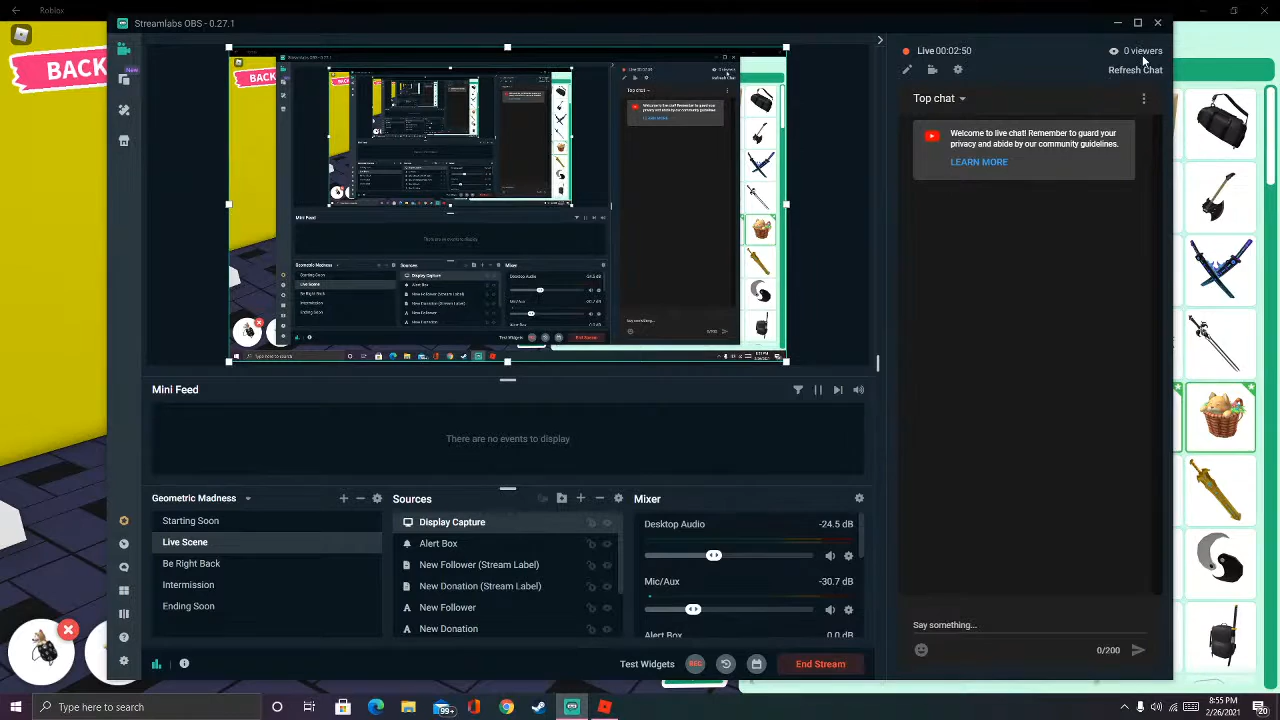 Roblox
BACK
Streamlabs OBS - 0.27.1
Live 00:02:50
0 viewers
Refresh Chat
Top chat
Welcome to live chat! Remember to guard your
privacy and abide by our community guidelines.
LEARN MORE
Mini Feed
There are no events to display
Geometric Madness
Starting Soon
Live Scene
Be Right Back
Intermission
Ending Soon
Sources
Display Capture
Alert Box
New Follower (Stream Label)
New Donation (Stream Label)
New Follower
New Donation
Mixer
Desktop Audio
-24.5 dB
Mic/Aux
-30.7 dB
Alert Box
0.0 dB
Say something...
0/200
Test Widgets
REC
End Stream
Type here to search
99+
8:55 PM
2/26/2021
20